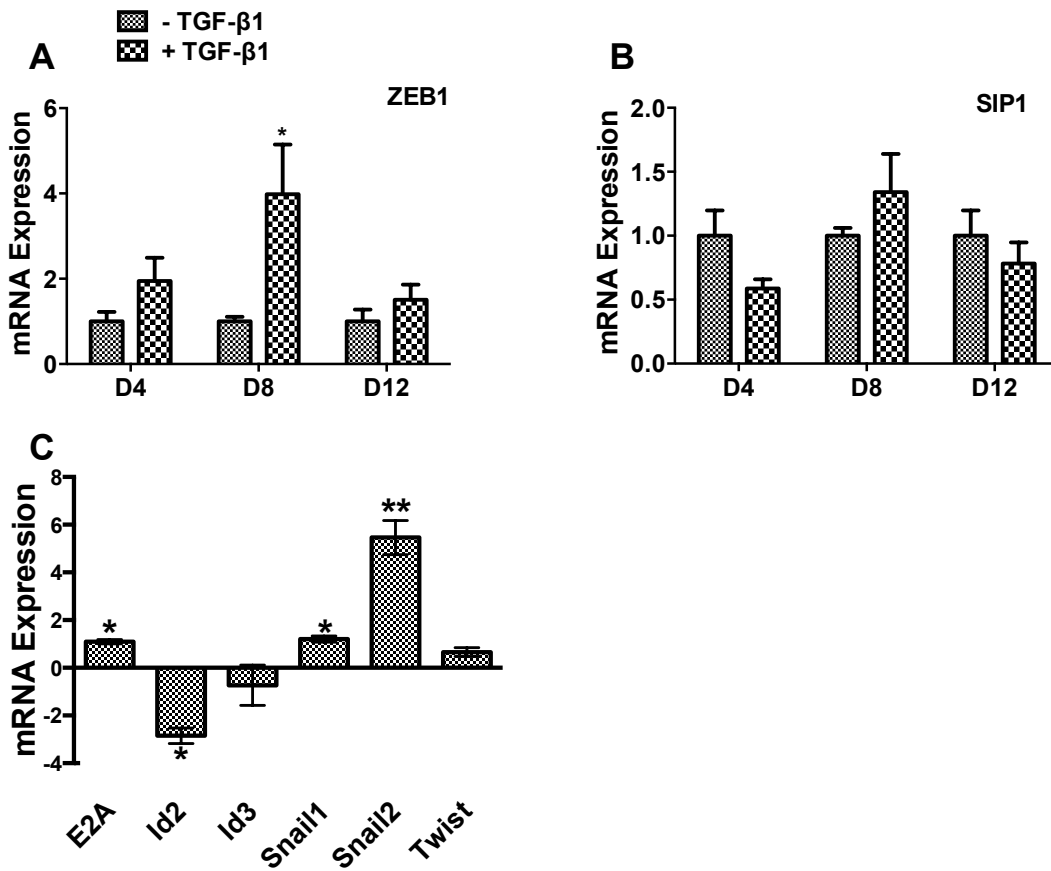 - TGF-β1
+ TGF-β1
A
ZEB1
mRNA Expression
6
4
2
0
*
D4
D8
D12
B
SIP1
mRNA Expression
2.0
1.5
1.0
0.5
0.0
D4
D8
D12
C
mRNA Expression
8
6
4
2
0
-2
-4
*
*
*
**
E2A
Id2
Id3
Snail1
Snail2
Twist